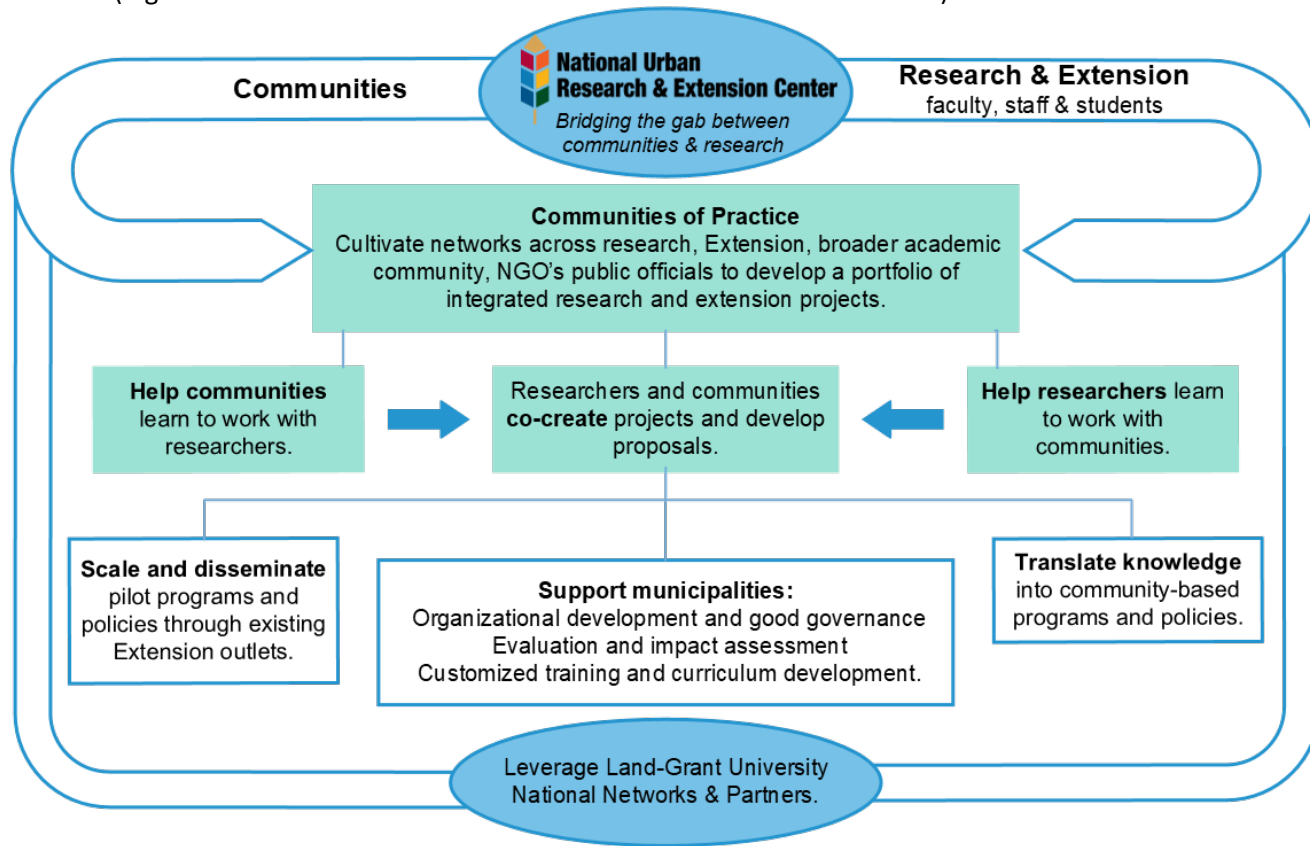 National Urban
Research & Extension Center
Bridging the gab between
communities & research
Communities
Research & Extension
faculty, staff & students
Communities of Practice
Cultivate networks across research, Extension, broader academic
community, NGO’s public officials to develop a portfolio of
integrated research and extension projects.
Help communities
learn to work with
researchers.
Researchers and communities
co-create projects and develop
proposals.
Help researchers learn
to work with
communities.
Scale and disseminate
pilot programs and
policies through existing
Extension outlets.
Support municipalities:
Organizational development and good governance
Evaluation and impact assessment
Customized training and curriculum development.
Translate knowledge
into community-based
programs and policies.
Leverage Land-Grant University
National Networks & Partners.